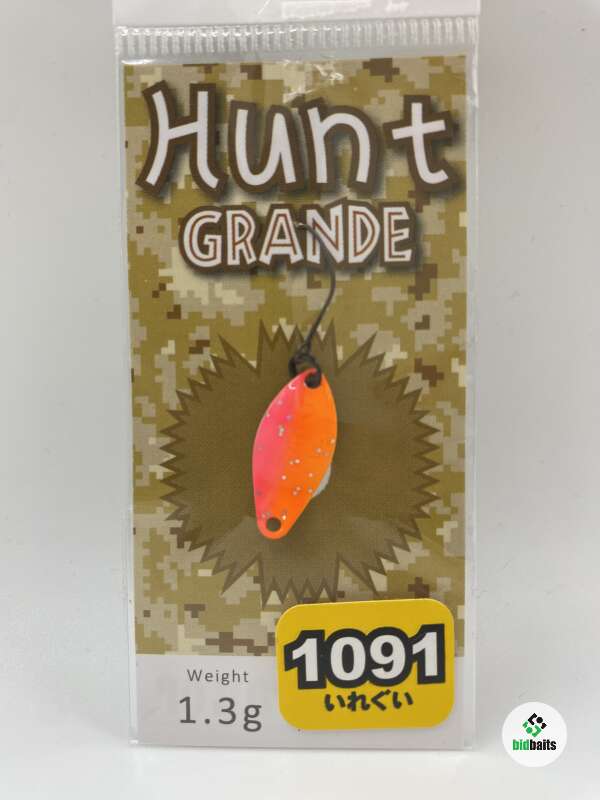 Hunt
GRANDE
Weight
1.3g
1091
いれぐい
bidbaits